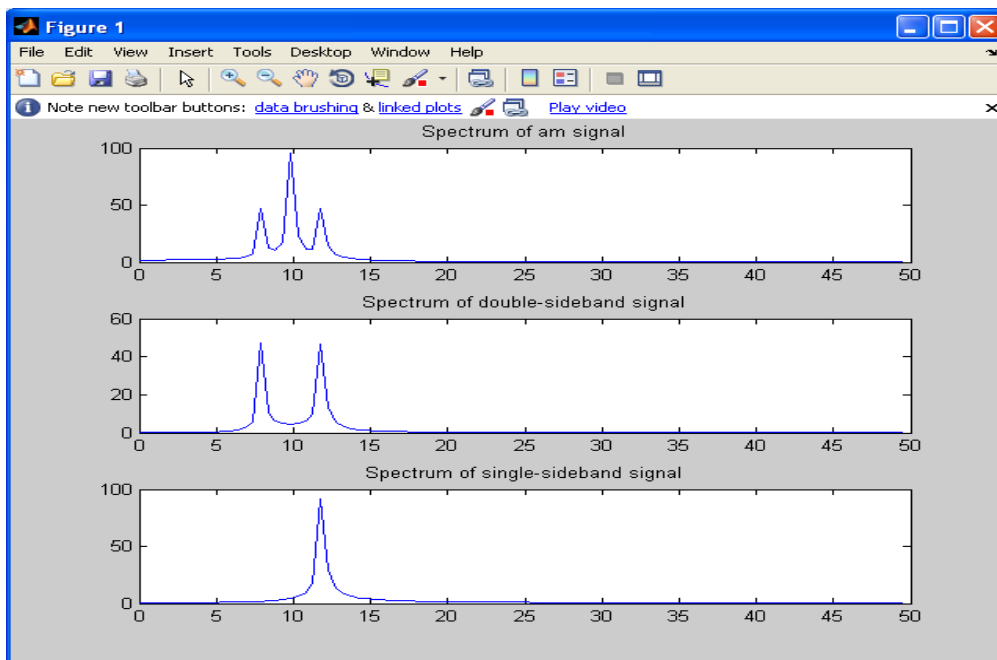 Figure 1
File Edit View Insert Tools Desktop Window Help
Note new toolbar buttons: data brushing & linked plots Play video
Spectrum of am signal
100
50
0
0 5 10 15 20 25 30 35 40 45 50
Spectrum of double-sideband signal
60
40
20
0
0 5 10 15 20 25 30 35 40 45 50
Spectrum of single-sideband signal
100
50
0
0 5 10 15 20 25 30 35 40 45 50